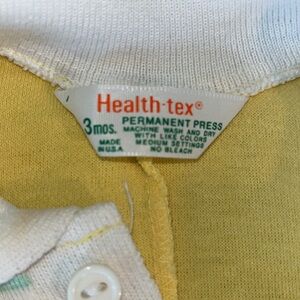 Health-tex®
3 mos. PERMANENT PRESS
MACHINE WASH AND DRY
WITH LIKE COLORS
MADE MEDIUM SETTINGS
IN U.S.A. NO BLEACH